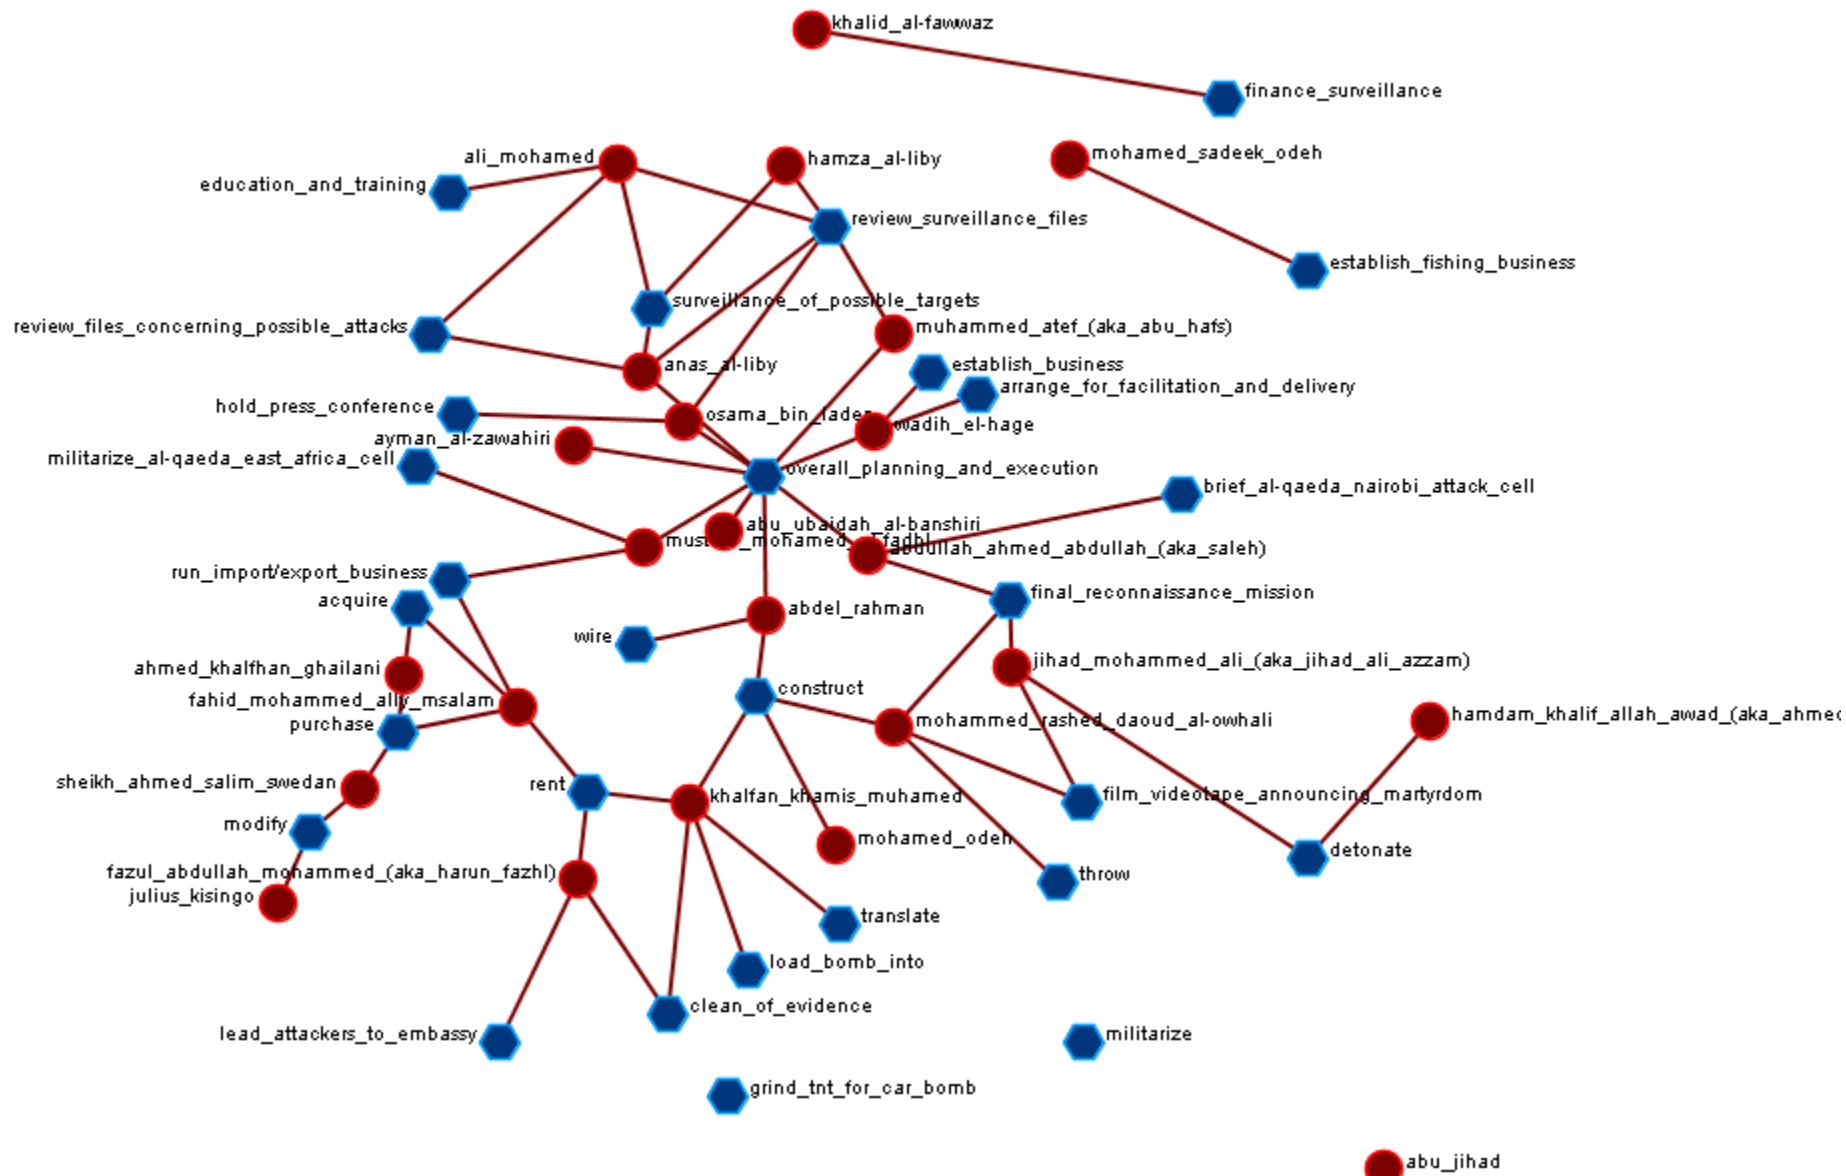 khalid_al-fawwaz
finance_surveillance
ali_mohamed
hamza_al-liby
mohamed_sadeek_odeh
education_and_training
review_surveillance_files
establish_fishing_business
surveillance_of_possible_targets
review_files_concerning_possible_attacks
muhammed_atef_(aka_abu_hafs)
anas_al-liby
establish_business
arrange_for_facilitation_and_delivery
hold_press_conference
osama_bin_laden
wadih_el-hage
ayman_al-zawahiri
militarize_al-qaeda_east_africa_cell
overall_planning_and_execution
brief_al-qaeda_nairobi_attack_cell
abu_ubaidah_al-banshiri
abdullah_ahmed_abdullah_(aka_saleh)
run_import/export_business
acquire
final_reconnaissance_mission
abdel_rahman
wire
ahmed_khalfhan_ghailani
jihad_mohammed_ali_(aka_jihad_ali_azzam)
fahid_mohammed_ally_msalam
construct
purchase
mohammed_rashed_daoud_al-owhali
hamdam_khalif_allah_awad_(aka_ahmed
sheikh_ahmed_salim_swedan
rent
khalfan_khamis_muhamed
film_videotape_announcing_martyrdom
modify
mohamed_odeh
detonate
fazul_abdullah_mohammed_(aka_harun_fazhl)
throw
julius_kisingo
translate
load_bomb_into
clean_of_evidence
lead_attackers_to_embassy
militarize
grind_tnt_for_car_bomb
abu_jihad